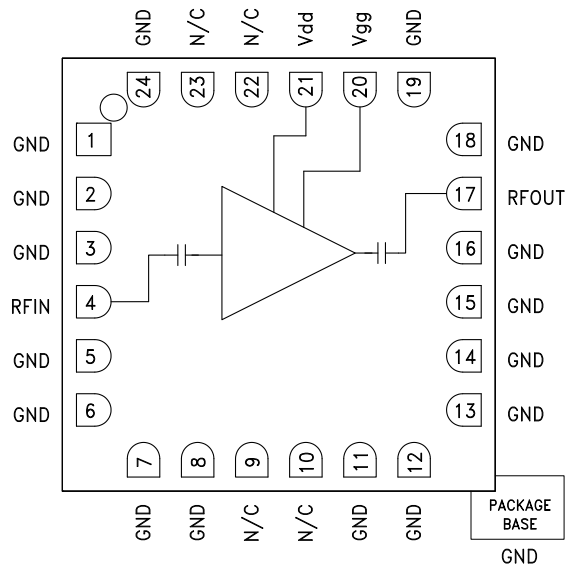 GND N/C N/C Vdd Vgg GND
24 23 22 21 20 19
GND 1 18 GND
GND 2 17 RFOUT
GND 3 16 GND
RFIN 4 15 GND
GND 5 14 GND
GND 6 13 GND
7 8 9 10 11 12
GND GND N/C N/C GND GND
PACKAGE
BASE
GND